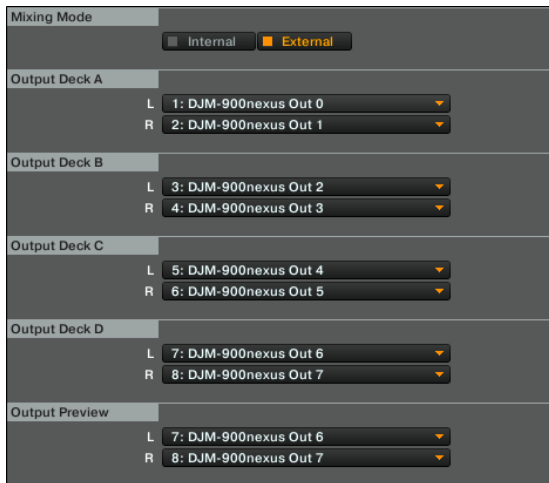 Mixing Mode
Internal External
Output Deck A
L 1: DJM-900nexus Out 0
R 2: DJM-900nexus Out 1
Output Deck B
L 3: DJM-900nexus Out 2
R 4: DJM-900nexus Out 3
Output Deck C
L 5: DJM-900nexus Out 4
R 6: DJM-900nexus Out 5
Output Deck D
L 7: DJM-900nexus Out 6
R 8: DJM-900nexus Out 7
Output Preview
L 7: DJM-900nexus Out 6
R 8: DJM-900nexus Out 7